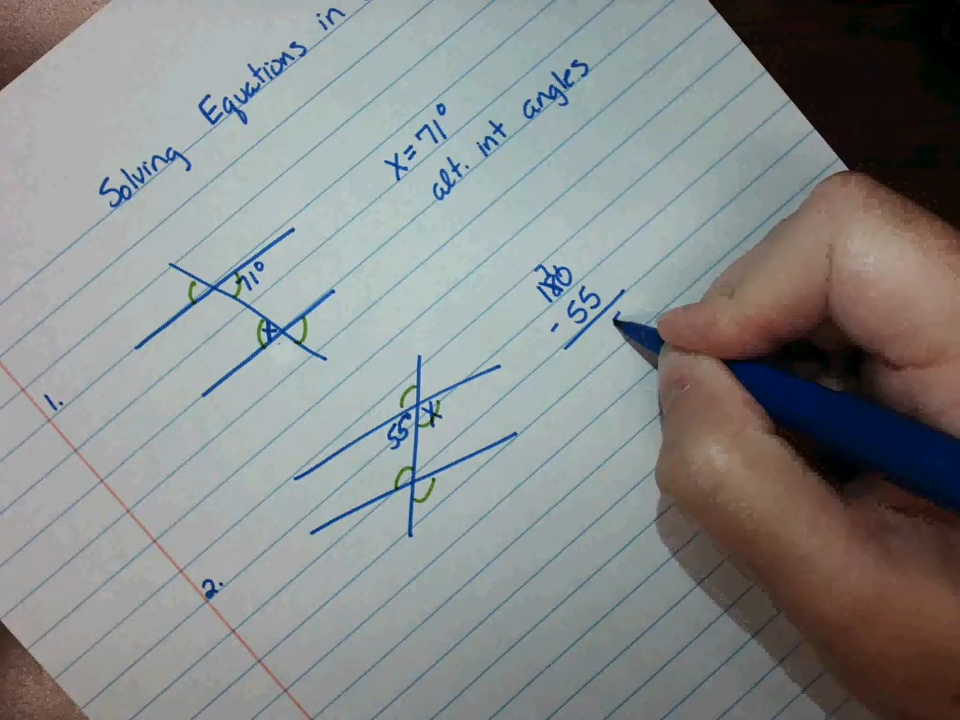 Solving Equations in
x=71°
alt. int angles
1.
71°
x
2.
55°
x
180
-55